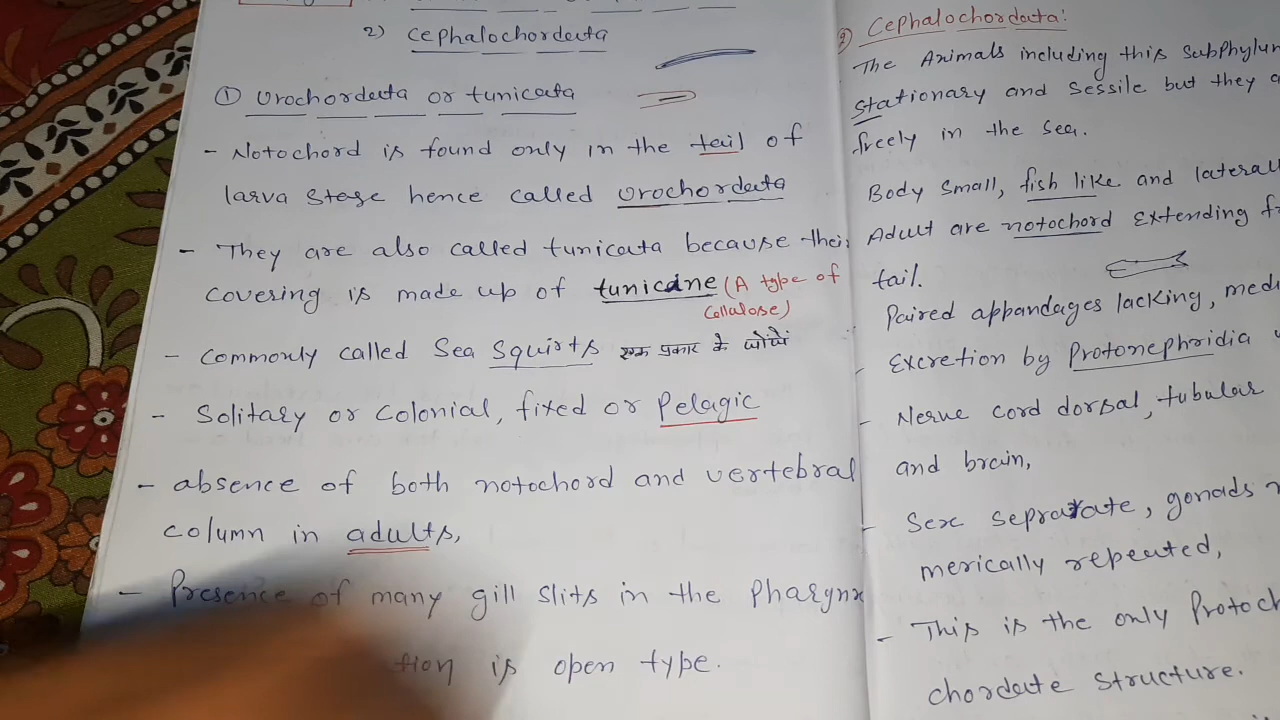 2) Cephalochordata
① Urochordata or tunicata
- Notochord is found only in the tail of
larva stage hence called Urochordata
- They are also called tunicata because their
covering is made up of tunicine (A type of
Cellulose)
- Commonly called Sea Squirts एक प्रकार के
- Solitary or Colonial, fixed or Pelagic
- absence of both notochord and vertebral
column in adults,
- Presence of many gill slits in the Pharynx
tion is open type.
Cephalochordata:
The Animals including this Subphylum
Stationary and Sessile but they
freely in the Sea.
Body Small, fish like and lateral
Adult are notochord Extending
tail.
Paired appandages lacking, med
- Excretion by Protonephridia
- Nerve cord dorsal, tubular
and brain,
- Sex seprarate, gonads
merically repeated,
- This is the only Protoch
chordate structure.